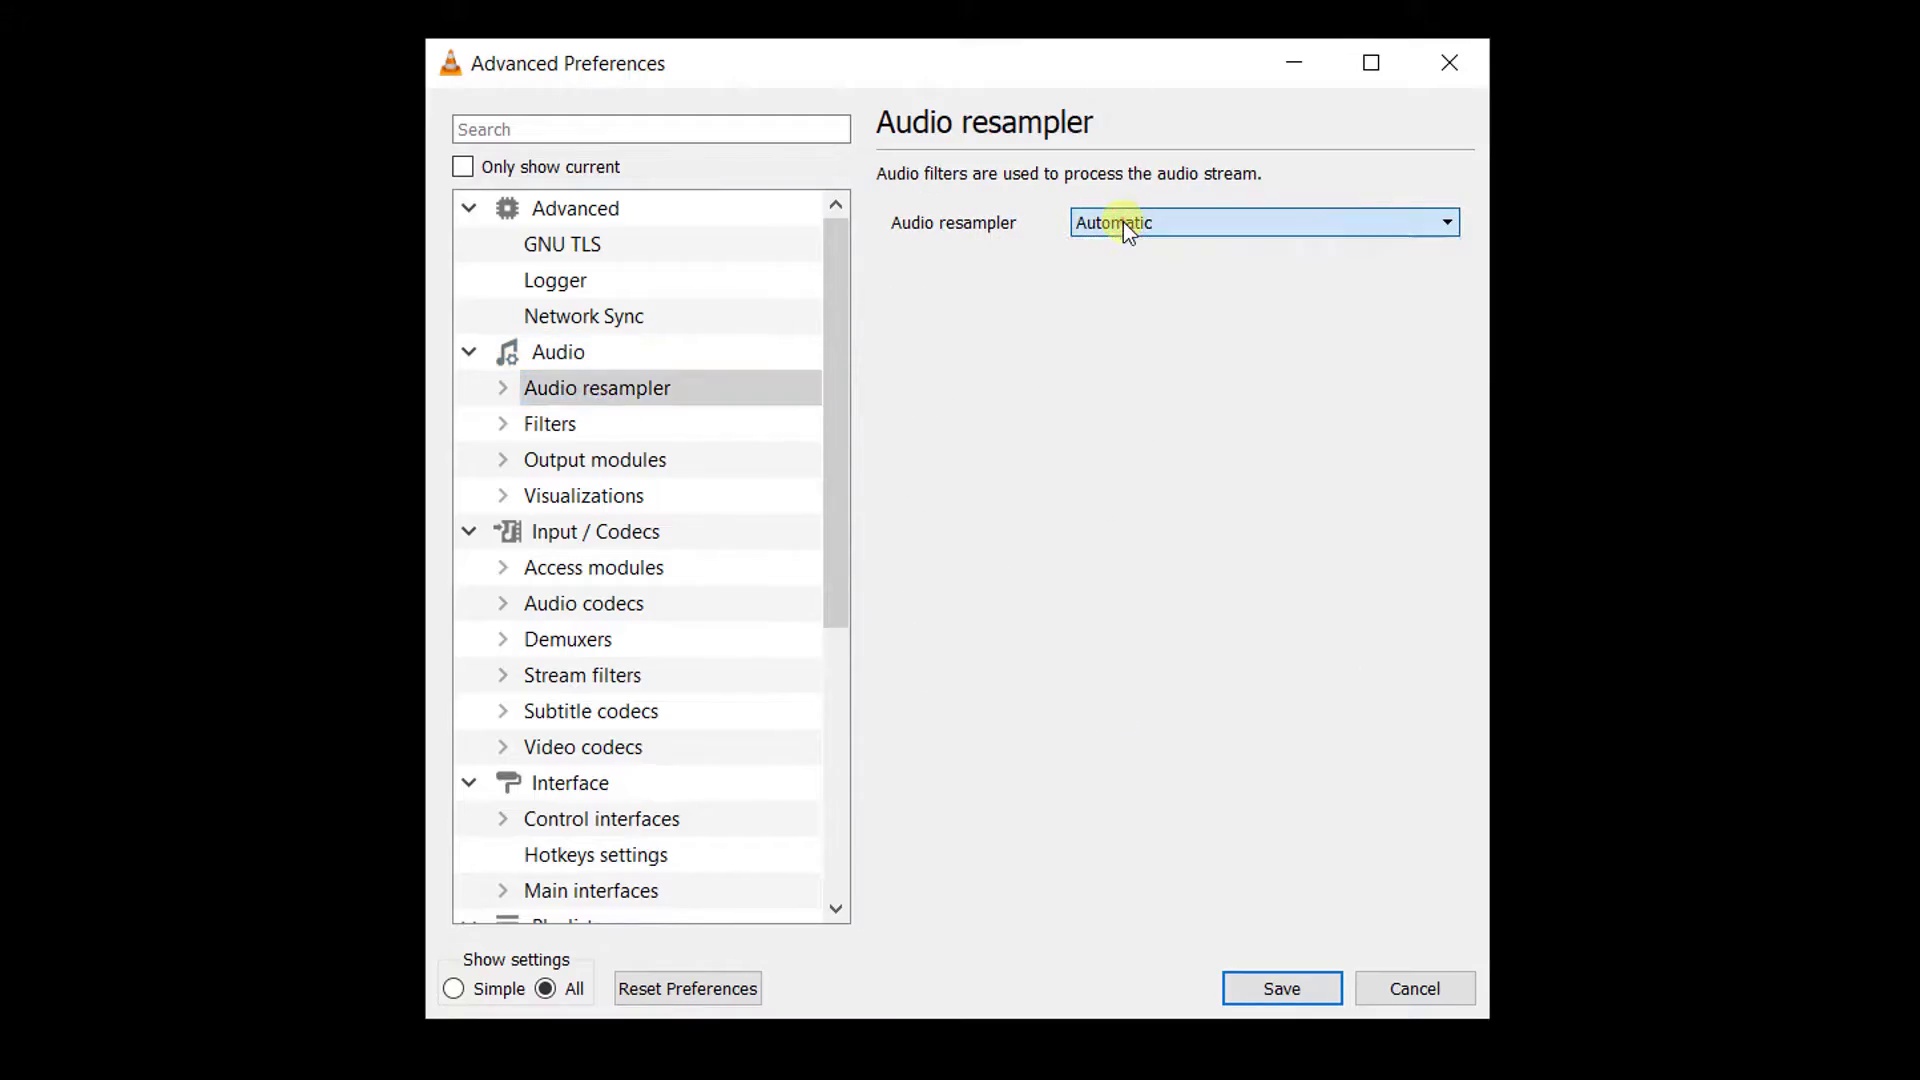 Advanced Preferences
Search
Only show current
Advanced
GNU TLS
Logger
Network Sync
Audio
Audio resampler
Filters
Output modules
Visualizations
Input / Codecs
Access modules
Audio codecs
Demuxers
Stream filters
Subtitle codecs
Video codecs
Interface
Control interfaces
Hotkeys settings
Main interfaces
Audio resampler
Audio filters are used to process the audio stream.
Audio resampler Automatic
Show settings
Simple All
Reset Preferences
Save
Cancel